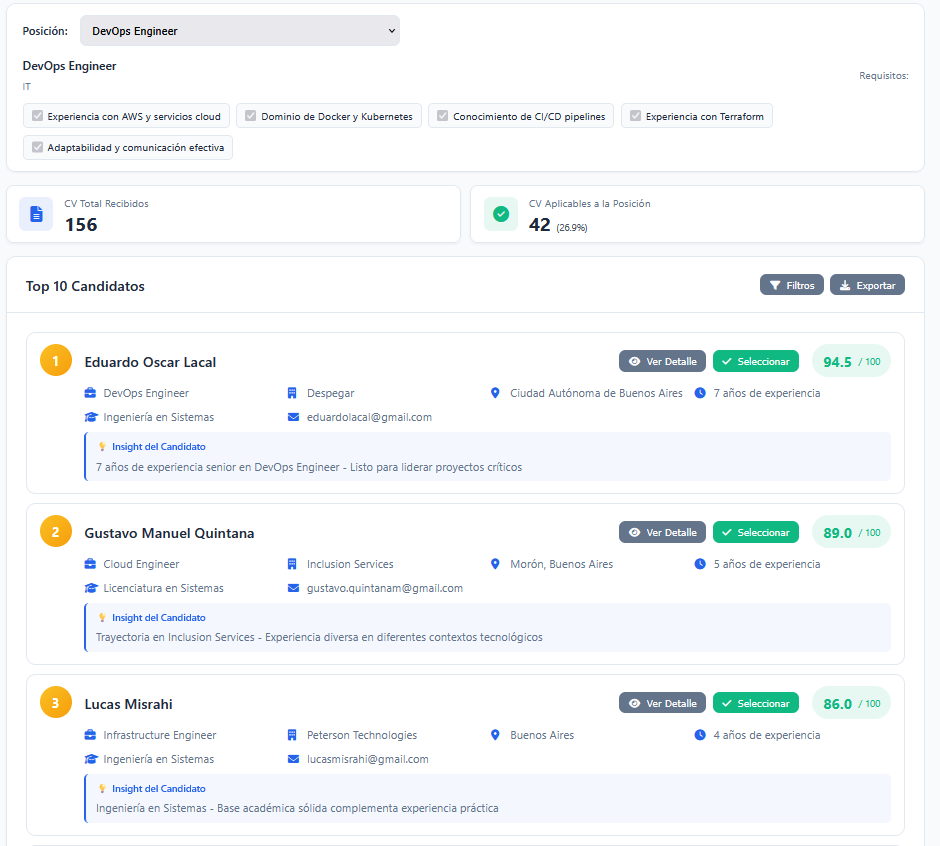 Posición: DevOps Engineer
DevOps Engineer
IT
Requisitos:
Experiencia con AWS y servicios cloud Dominio de Docker y Kubernetes Conocimiento de CI/CD pipelines Experiencia con Terraform
Adaptabilidad y comunicación efectiva
CV Total Recibidos
156
CV Aplicables a la Posición
42 (26.9%)
Top 10 Candidatos Filtros Exportar
1 Eduardo Oscar Lacal Ver Detalle Seleccionar 94.5 / 100
DevOps Engineer Despegar Ciudad Autónoma de Buenos Aires 7 años de experiencia
Ingeniería en Sistemas eduardolacal@gmail.com
Insight del Candidato
7 años de experiencia senior en DevOps Engineer - Listo para liderar proyectos críticos
2 Gustavo Manuel Quintana Ver Detalle Seleccionar 89.0 / 100
Cloud Engineer Inclusion Services Morón, Buenos Aires 5 años de experiencia
Licenciatura en Sistemas gustavo.quintanam@gmail.com
Insight del Candidato
Trayectoria en Inclusion Services - Experiencia diversa en diferentes contextos tecnológicos
3 Lucas Misrahi Ver Detalle Seleccionar 86.0 / 100
Infrastructure Engineer Peterson Technologies Buenos Aires 4 años de experiencia
Ingeniería en Sistemas lucasmisrahi@gmail.com
Insight del Candidato
Ingeniería en Sistemas - Base académica sólida complementa experiencia práctica